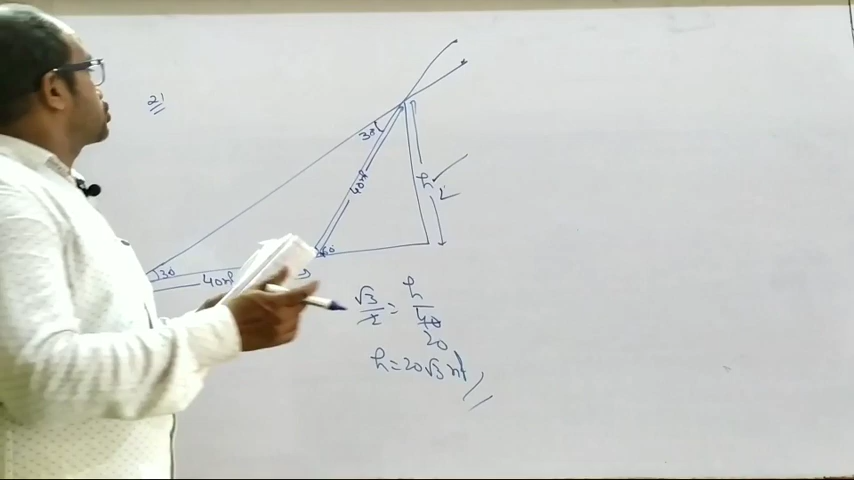 21
30
40m
h
60
30
40m
√3/2 = h/40
20
h = 20√3 m